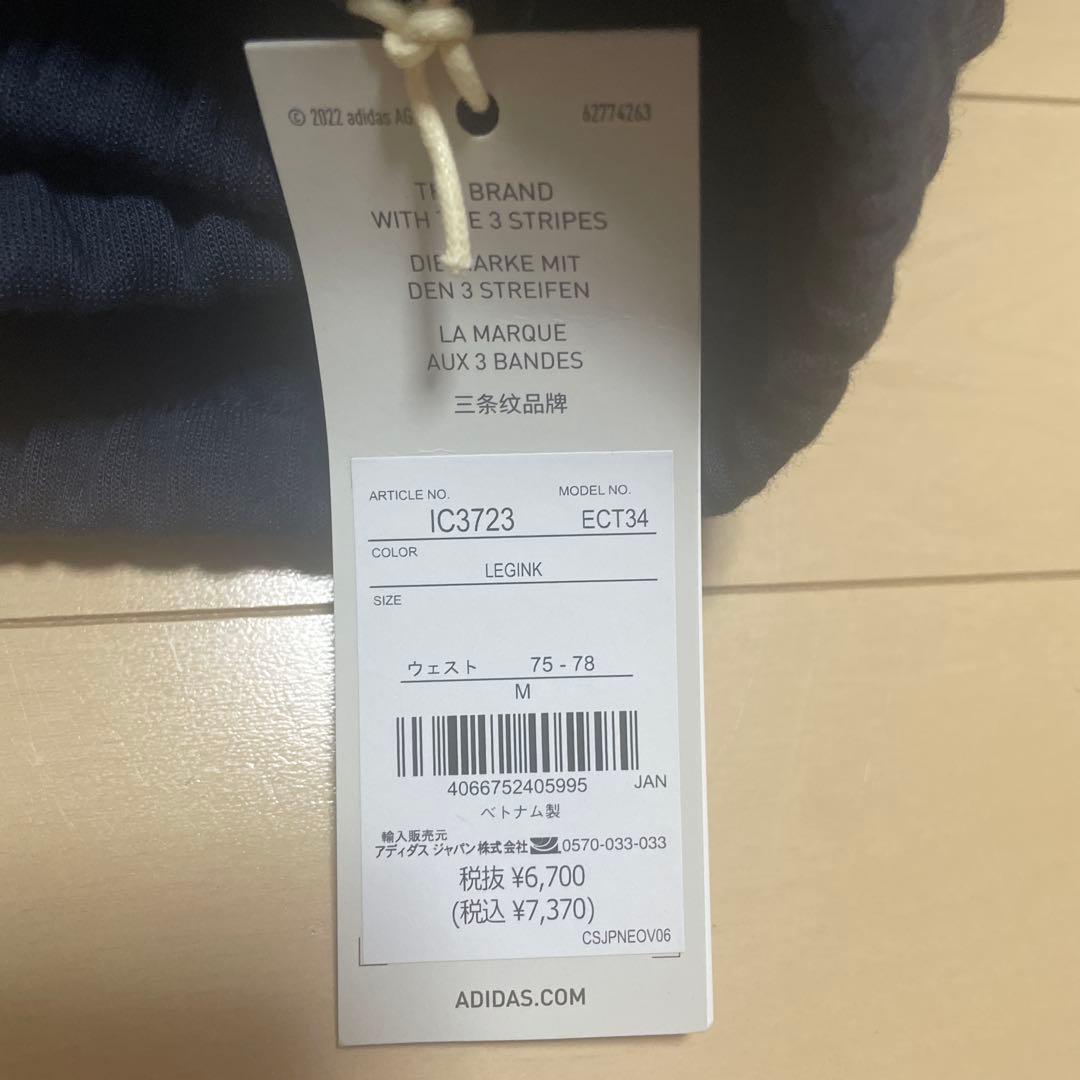 © 2022 adidas AG
62774263
BRAND
WITH 3 STRIPES
MIT
DEN 3 STREIFEN
LA MARQUE
AUX 3 BANDES
三条纹品牌
ARTICLE NO. MODEL NO.
IC3723 ECT34
COLOR
LEGINK
SIZE
ウェスト 75 - 78
M
4066752405995 JAN
ベトナム製
輸入販売元
アディダス ジャパン株式会社 0570-033-033
税抜 ¥6,700
(税込 ¥7,370)
CSJPNEOV06
ADIDAS.COM